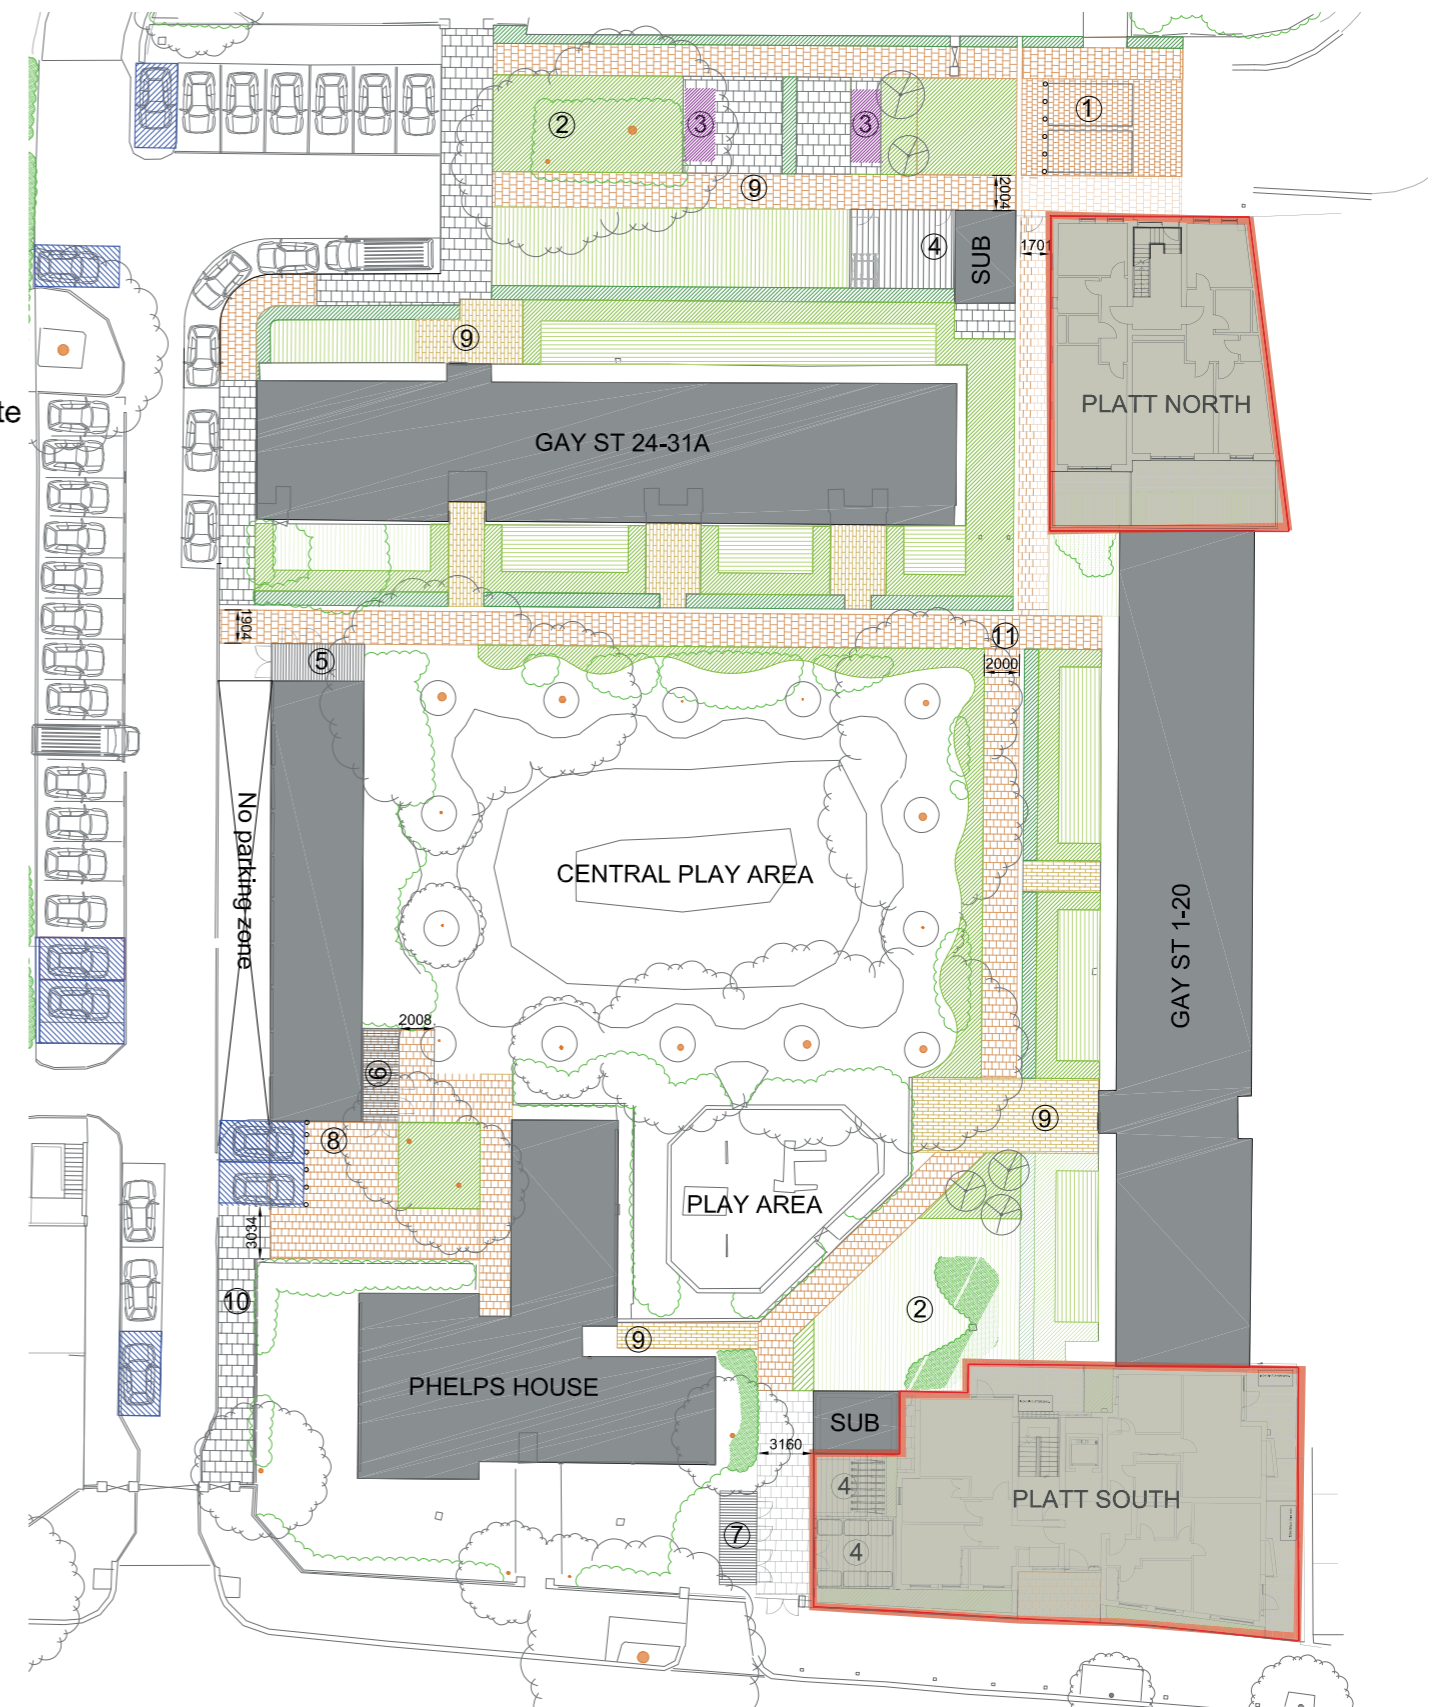 ①
②
③
③
⑨
2004
④
SUB
1701
⑨
PLATT NORTH
te
GAY ST 24-31A
1904
⑪
⑤
2000
No parking zone
CENTRAL PLAY AREA
GAY ST 1-20
2008
⑥
⑨
⑧
PLAY AREA
3034
⑩
②
⑨
PHELPS HOUSE
SUB
3160
④
PLATT SOUTH
⑦
④